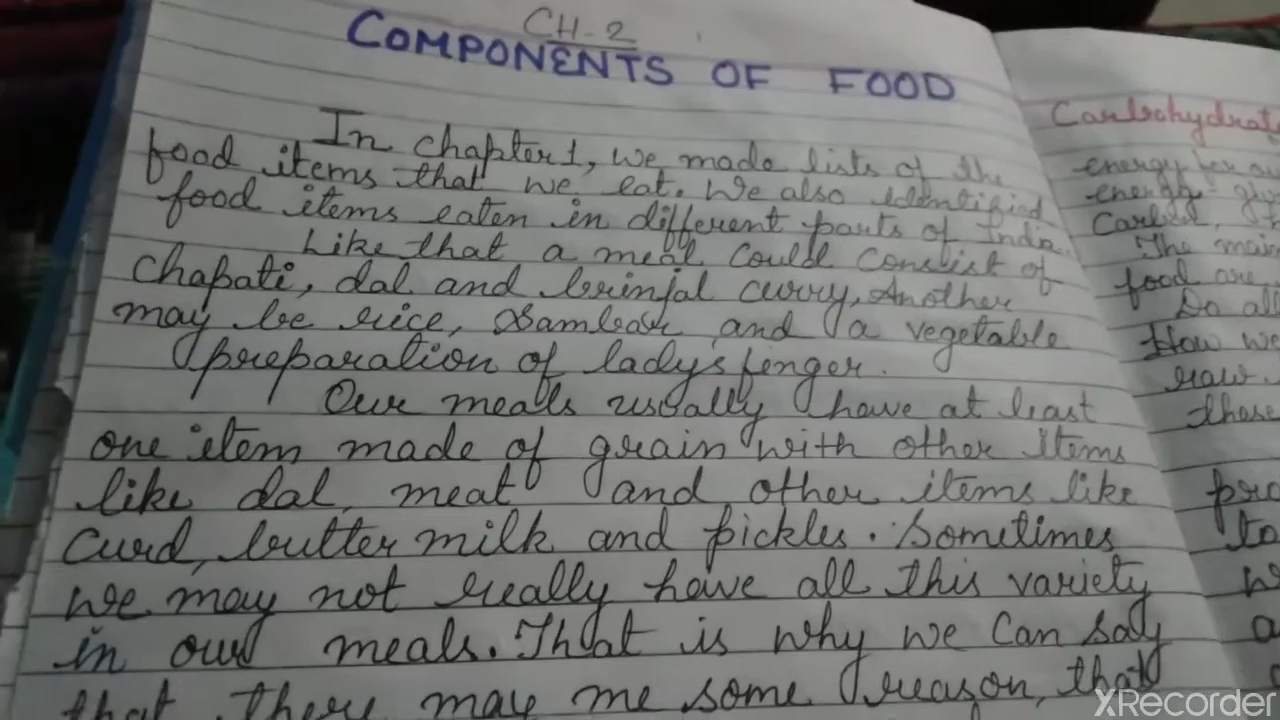 CH-2
COMPONENTS OF FOOD
In chapter 1, we made lists of the
food items that we eat. We also identified
food items eaten in different parts of India.
Like that a meal could consist of
Chapati, dal and brinjal curry, Another
may be rice, Sambar and a vegetable
preparation of lady's finger.
Our meals usually have at least
one item made of grain with other items
like dal, meat and other items like
Curd, butter milk and pickles. Sometimes
we may not really have all this variety
in our meals. That is why we can say
that there may me some reason, that
Carbohydrate
energy for
energy
The main
food are
Do all
How we
raw
these
to
XRecorder